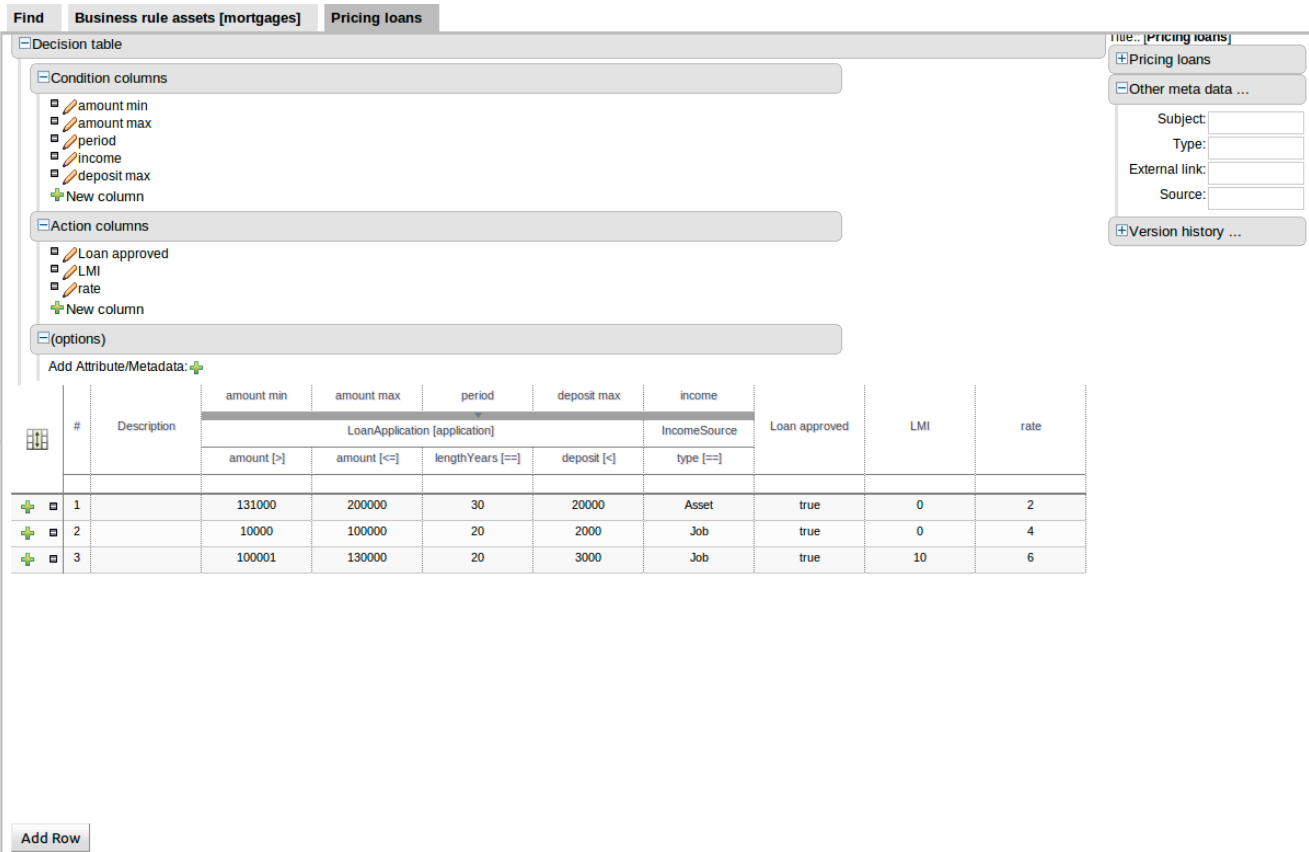 Find Business rule assets [mortgages] Pricing loans
Decision table
Title:. [Pricing loans]
Condition columns
amount min
amount max
period
income
deposit max
New column
Action columns
Loan approved
LMI
rate
New column
(options)
Add Attribute/Metadata:
Pricing loans
Other meta data ...
Subject:
Type:
External link:
Source:
Version history ...
amount min amount max period deposit max income
# Description LoanApplication [application] IncomeSource Loan approved LMI rate
amount [>] amount [<=] lengthYears [==] deposit [<] type [==]
1 131000 200000 30 20000 Asset true 0 2
2 10000 100000 20 2000 Job true 0 4
3 100001 130000 20 3000 Job true 10 6
Add Row